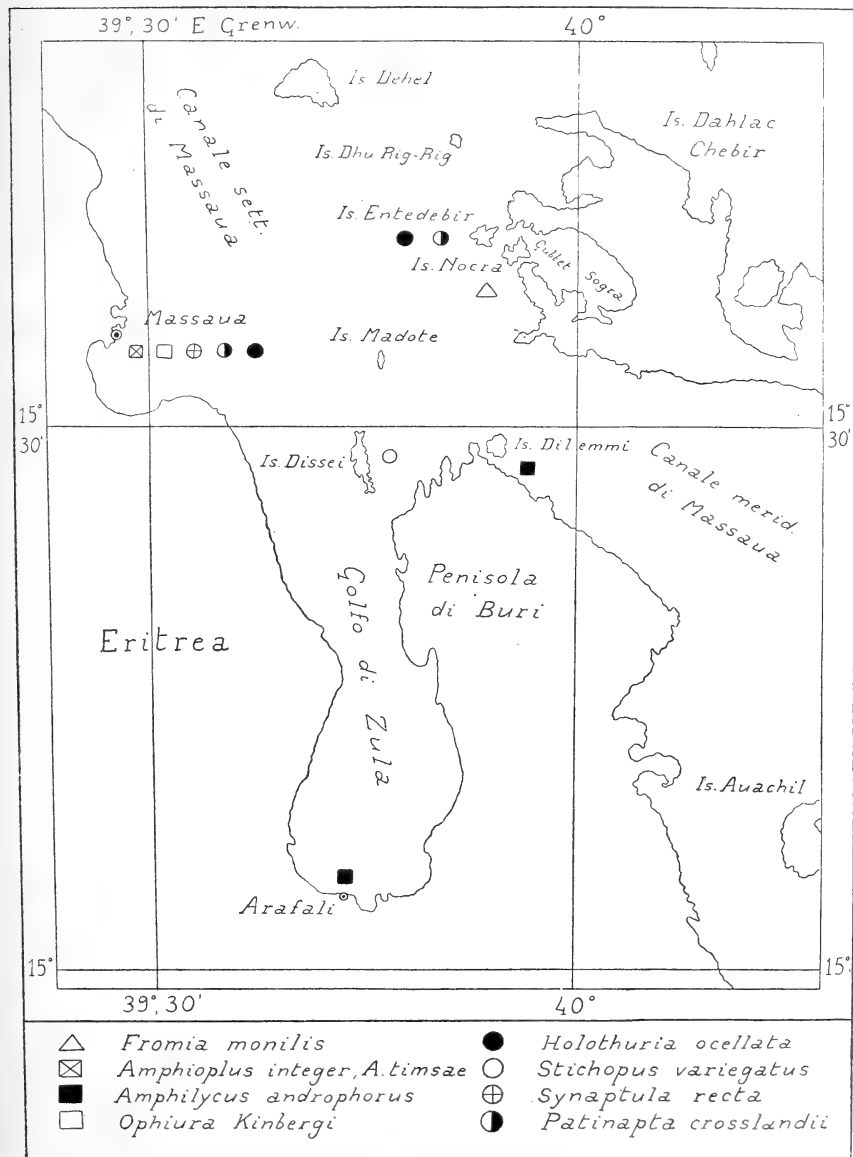 39°, 30' E Grenw.
40°
Is Dehel
Canale sett.
di Massaua
Is. Dahlac
Chebir
Is. Dhu Rig-Rig
Is. Entedebir
Gubbet Sogra
Is. Nocra
Massaua
Is. Madote
15°
30'
15°
30'
Is. Dissei
Is. Dilemmi
Canale merid.
di Massaua
Penisola
di Buri
Golfo di Zula
Eritrea
Is. Auachil
Arafali
15°
15°
39°, 30'
40°
Fromia monilis
Amphioplus integer, A. timsae
Amphilycus androphorus
Ophiura Kinbergi
Holothuria ocellata
Stichopus variegatus
Synaptula recta
Patinapta crosslandii